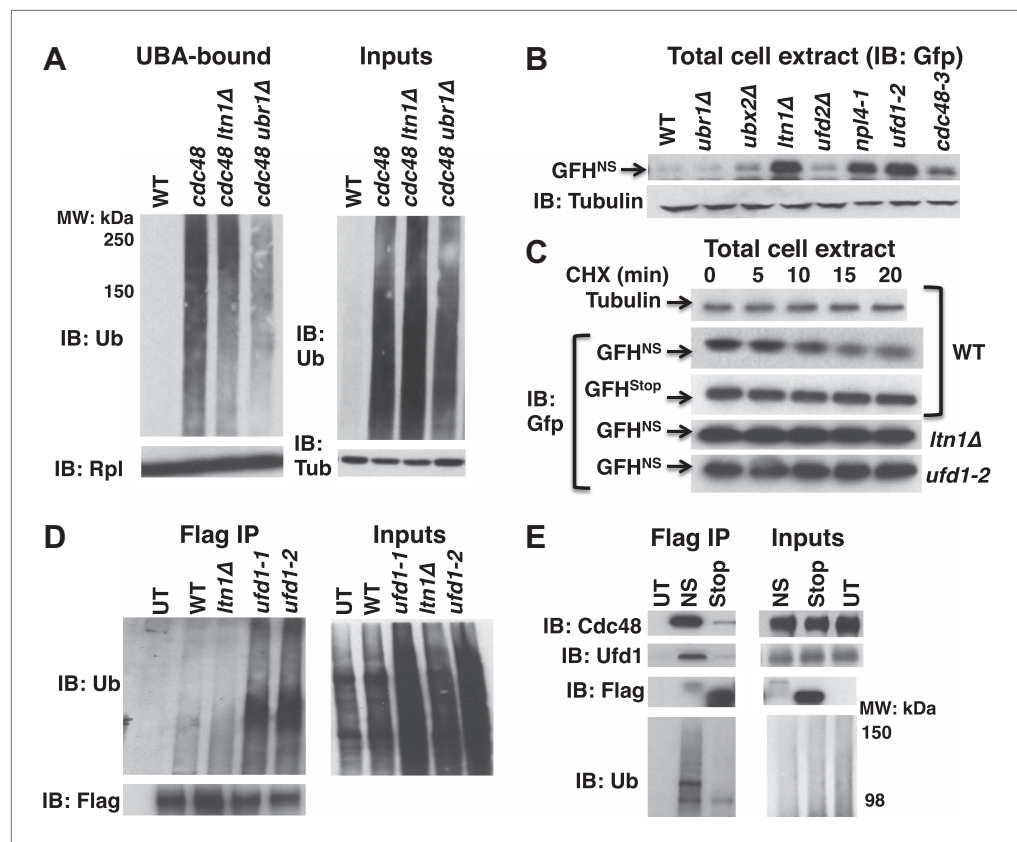 A UBA-bound Inputs
WT cdc48 cdc48 ltn1Δ cdc48 ubr1Δ
WT cdc48 cdc48 ltn1Δ cdc48 ubr1Δ
MW: kDa
250
150
IB: Ub
IB:
Ub
IB: Rpl
IB:
Tub
B Total cell extract (IB: Gfp)
WT ubr1Δ ubx2Δ ltn1Δ ufd2Δ npl4-1 ufd1-2 cdc48-3
GFHNS
IB: Tubulin
C Total cell extract
CHX (min) 0 5 10 15 20
Tubulin
GFHNS
WT
GFHStop
IB:
Gfp
GFHNS
ltn1Δ
GFHNS
ufd1-2
D Flag IP Inputs
UT WT ltn1Δ ufd1-1 ufd1-2
UT WT ufd1-1 ltn1Δ ufd1-2
IB: Ub
IB: Flag
E Flag IP Inputs
UT NS Stop
NS Stop UT
IB: Cdc48
IB: Ufd1
IB: Flag
MW: kDa
150
IB: Ub
98